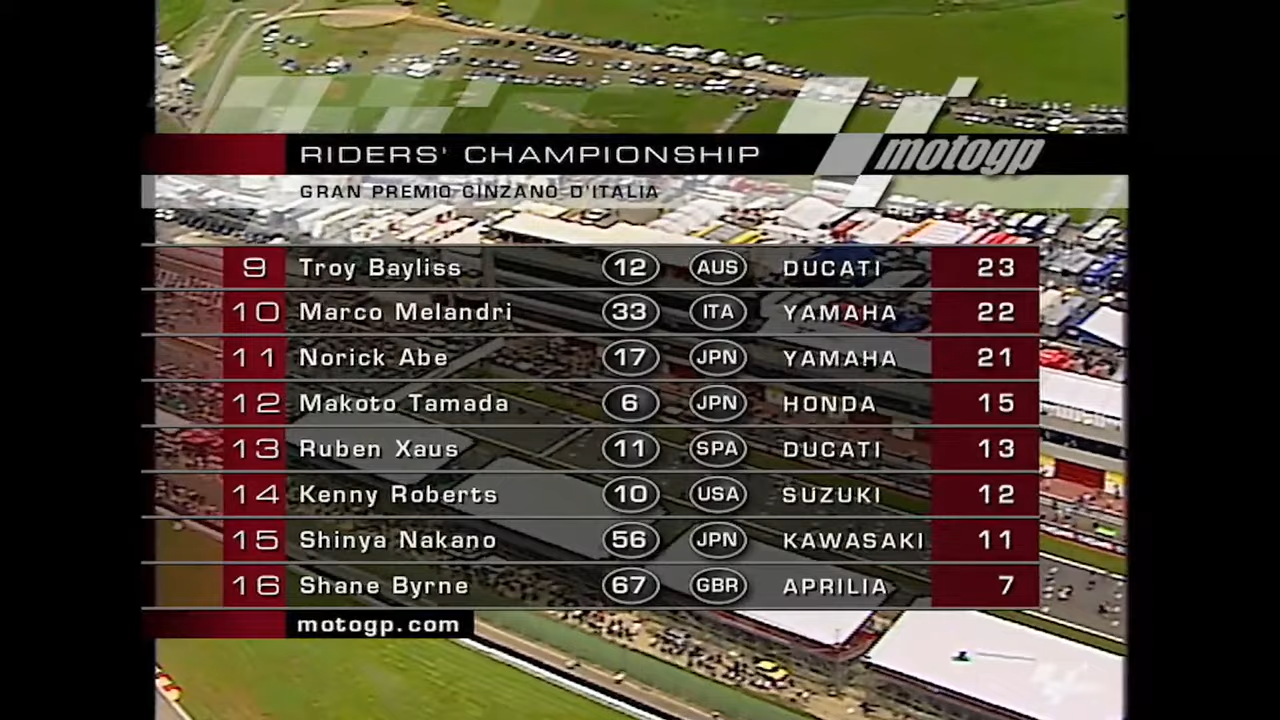 RIDERS' CHAMPIONSHIP motogp
GRAN PREMIO CINZANO D'ITALIA
9 Troy Bayliss 12 AUS DUCATI 23
10 Marco Melandri 33 ITA YAMAHA 22
11 Norick Abe 17 JPN YAMAHA 21
12 Makoto Tamada 6 JPN HONDA 15
13 Ruben Xaus 11 SPA DUCATI 13
14 Kenny Roberts 10 USA SUZUKI 12
15 Shinya Nakano 56 JPN KAWASAKI 11
16 Shane Byrne 67 GBR APRILIA 7
motogp.com